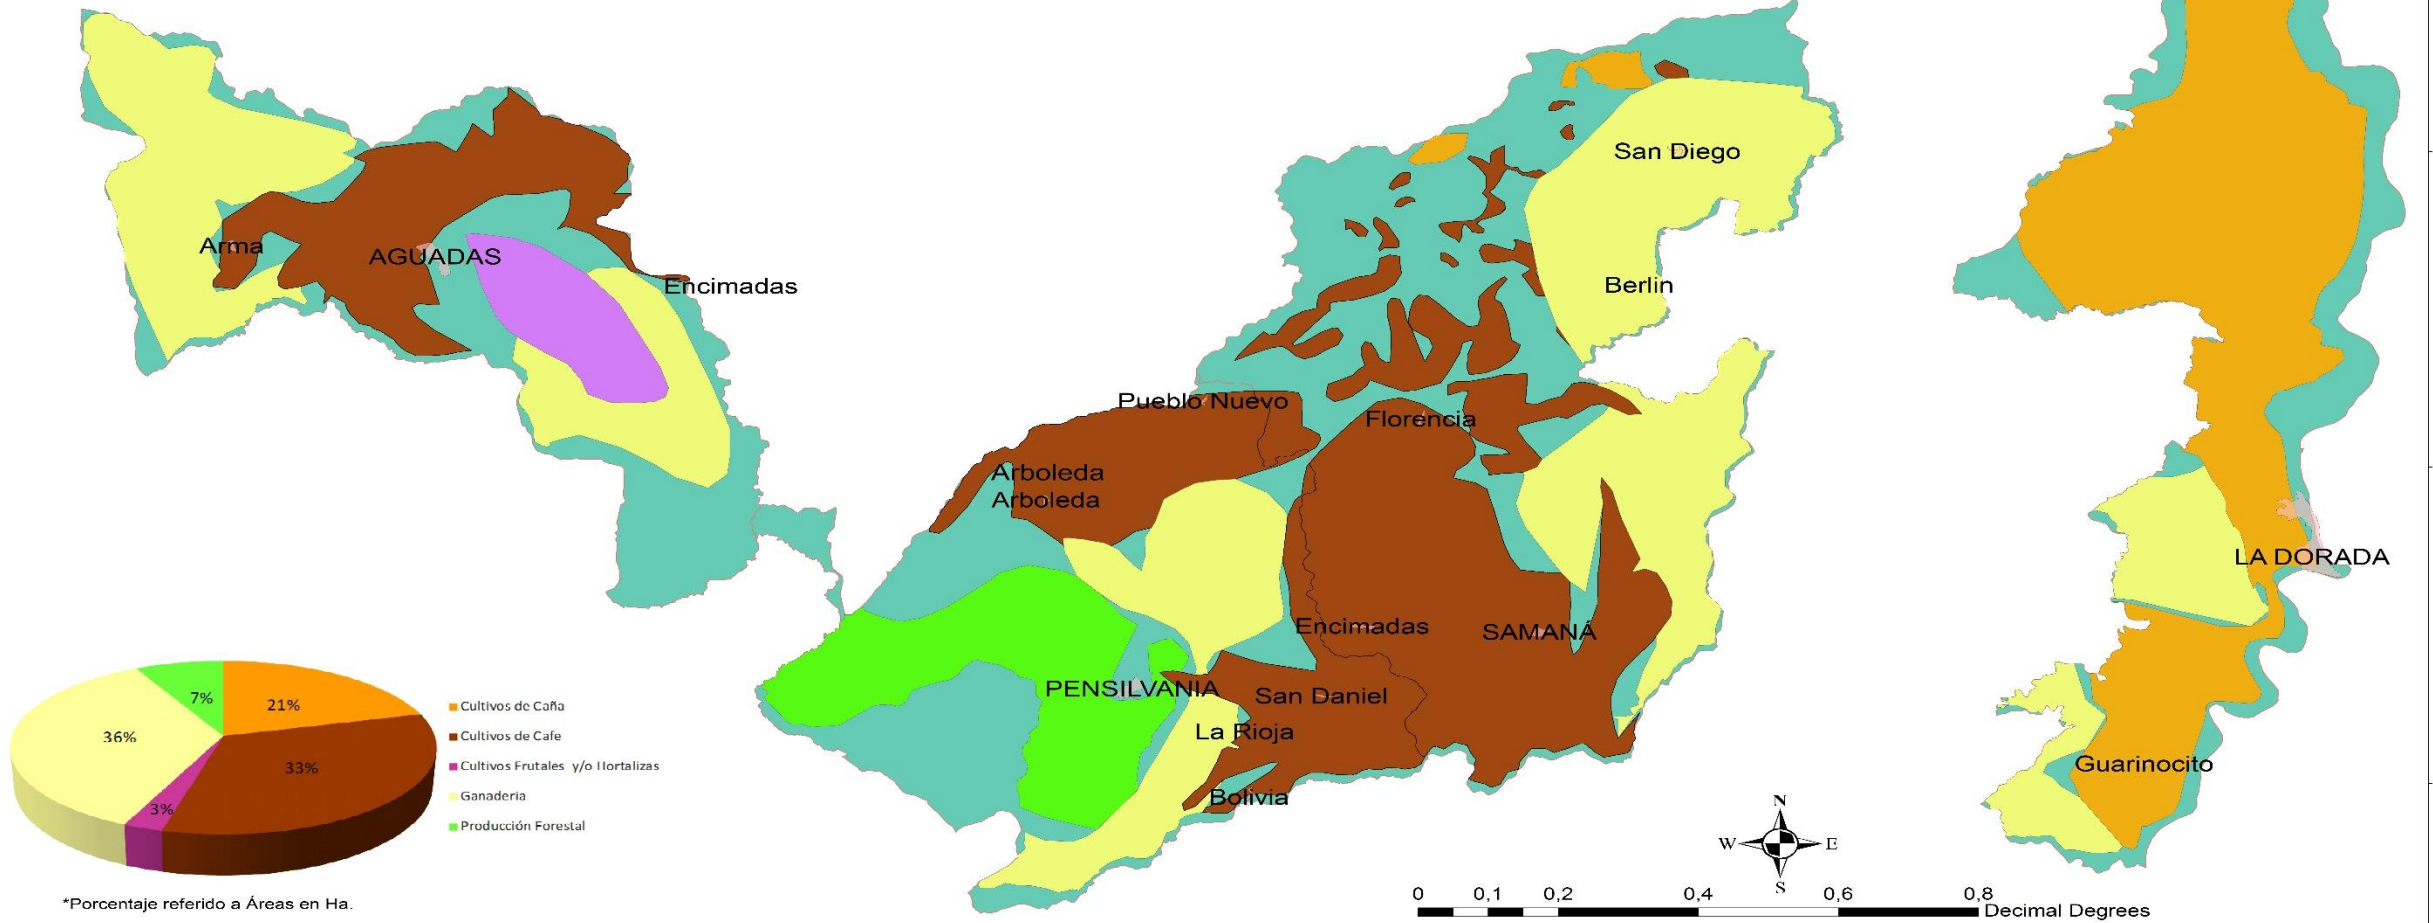 San Diego
Arma
AGUADAS
Encimadas
Berlin
Pueblo Nuevo
Florencia
Arboleda
Arboleda
LA DORADA
Encimadas
SAMANÁ
PENSILVANIA
San Daniel
La Rioja
Guarinocito
Bolivia
7%
21%
36%
33%
3%
Cultivos de Caña
Cultivos de Cafe
Cultivos Frutales y/o Hortalizas
Ganaderia
Producción Forestal
*Porcentaje referido a Áreas en Ha.
N
W E
S
0 0,1 0,2 0,4 0,6 0,8
Decimal Degrees